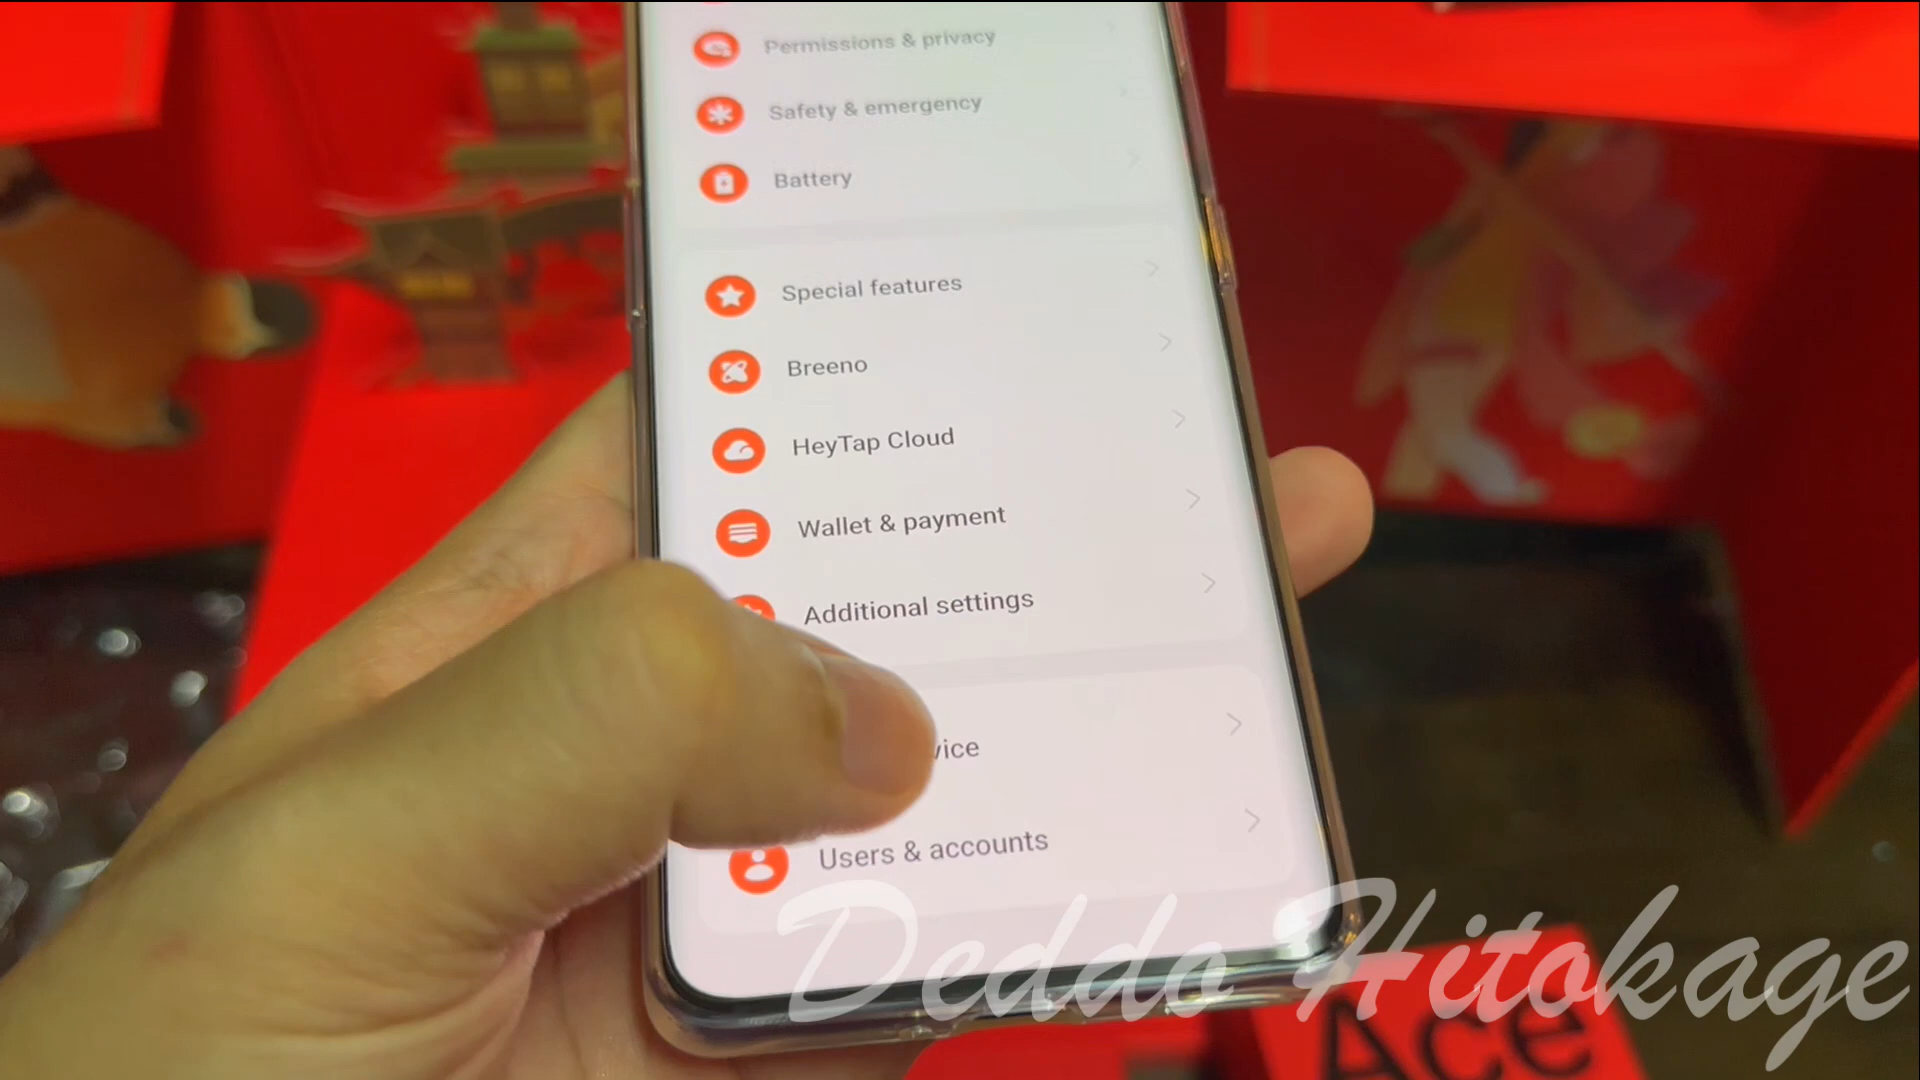 Permissions & privacy
Safety & emergency
Battery
Special features
Breeno
HeyTap Cloud
Wallet & payment
Additional settings
vice
Users & accounts
Deddo Hitokage
Ace